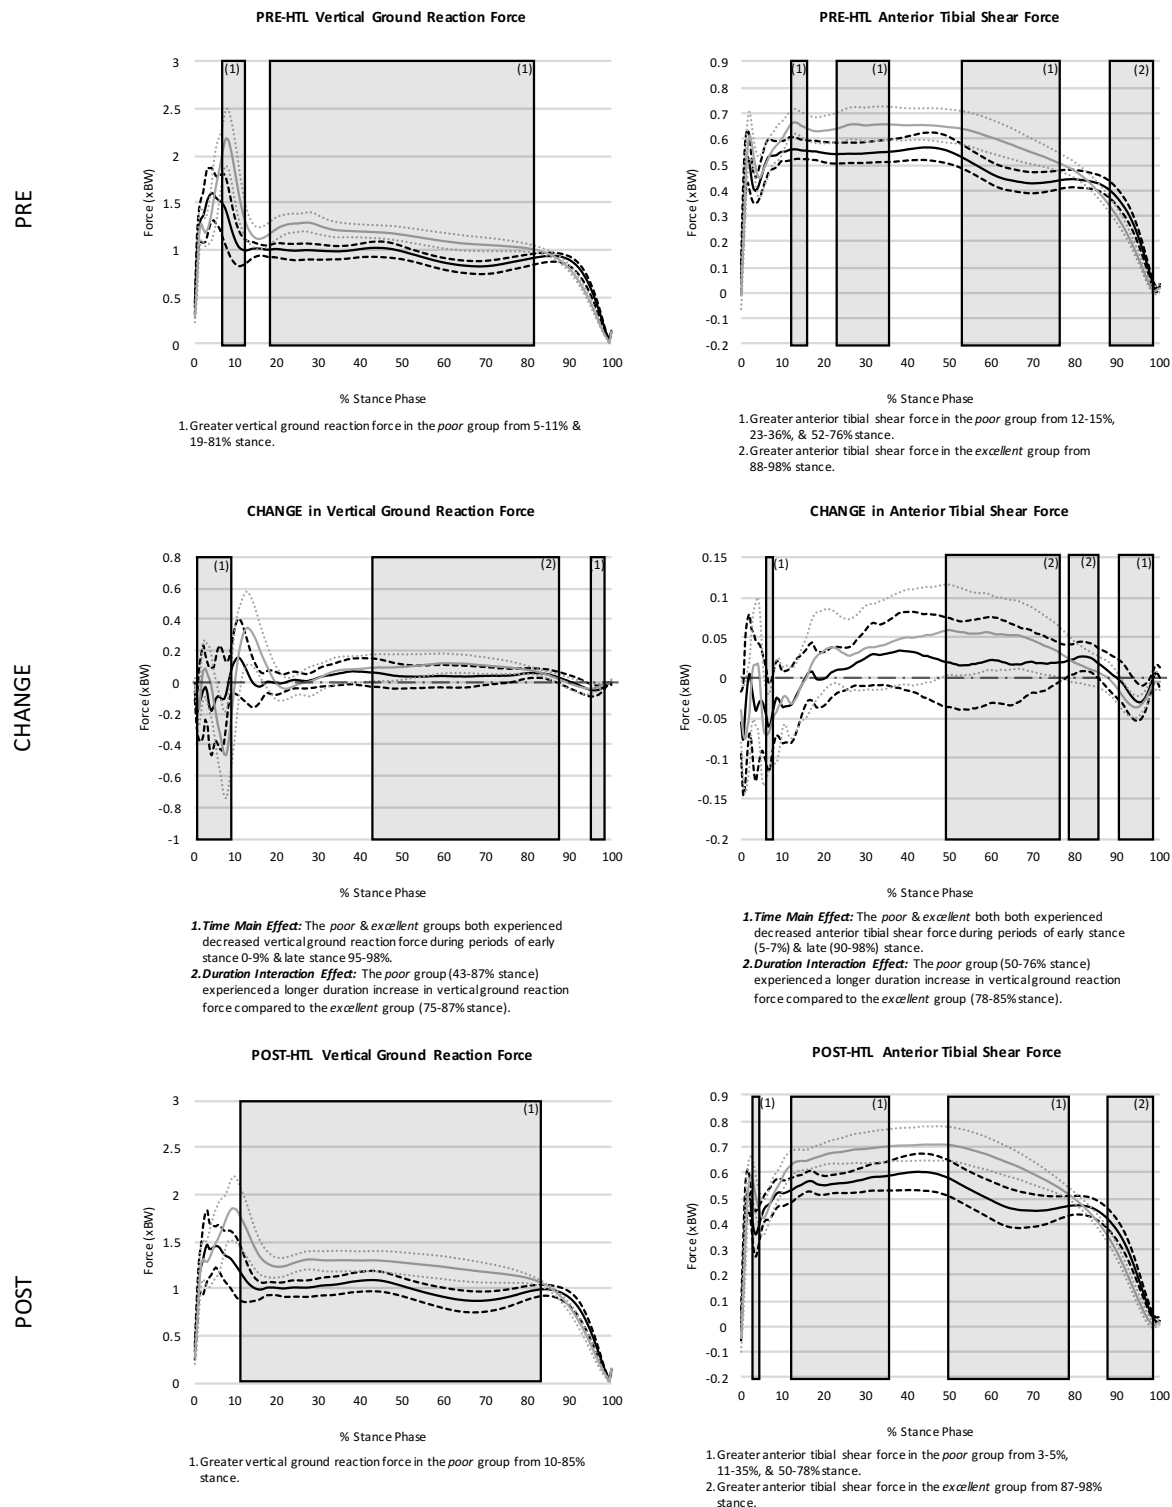 PRE-HTL Vertical Ground Reaction Force
PRE-HTL Anterior Tibial Shear Force
PRE
Force (xBW)
3
2.5
2
1.5
1
0.5
0
(1)
(1)
0 10 20 30 40 50 60 70 80 90 100
% Stance Phase
1. Greater vertical ground reaction force in the poor group from 5-11% &
19-81% stance.
Force (xBW)
0.9
0.8
0.7
0.6
0.5
0.4
0.3
0.2
0.1
0
-0.1
-0.2
(1)
(1)
(1)
(2)
0 10 20 30 40 50 60 70 80 90 100
% Stance Phase
1. Greater anterior tibial shear force in the poor group from 12-15%,
23-36%, & 52-76% stance.
2. Greater anterior tibial shear force in the excellent group from
88-98% stance.
CHANGE in Vertical Ground Reaction Force
CHANGE in Anterior Tibial Shear Force
CHANGE
Force (xBW)
0.8
0.6
0.4
0.2
0
-0.2
-0.4
-0.6
-0.8
-1
(1)
(2)
(1)
0 10 20 30 40 50 60 70 80 90 100
% Stance Phase
1. Time Main Effect: The poor & excellent groups both experienced
decreased vertical ground reaction force during periods of early
stance 0-9% & late stance 95-98%.
2. Duration Interaction Effect: The poor group (43-87% stance)
experienced a longer duration increase in vertical ground reaction
force compared to the excellent group (75-87% stance).
Force (xBW)
0.15
0.1
0.05
0
-0.05
-0.1
-0.15
-0.2
(1)
(2)
(2)
(1)
0 10 20 30 40 50 60 70 80 90 100
% Stance Phase
1. Time Main Effect: The poor & excellent both both experienced
decreased anterior tibial shear force during periods of early stance
(5-7%) & late (90-98%) stance.
2. Duration Interaction Effect: The poor group (50-76% stance)
experienced a longer duration increase in vertical ground reaction
force compared to the excellent group (78-85% stance).
POST-HTL Vertical Ground Reaction Force
POST-HTL Anterior Tibial Shear Force
POST
Force (xBW)
3
2.5
2
1.5
1
0.5
0
(1)
0 10 20 30 40 50 60 70 80 90 100
% Stance Phase
1. Greater vertical ground reaction force in the poor group from 10-85%
stance.
Force (xBW)
0.9
0.8
0.7
0.6
0.5
0.4
0.3
0.2
0.1
0
-0.1
-0.2
(1)
(1)
(1)
(2)
0 10 20 30 40 50 60 70 80 90 100
% Stance Phase
1. Greater anterior tibial shear force in the poor group from 3-5%,
11-35%, & 50-78% stance.
2. Greater anterior tibial shear force in the excellent group from 87-98%
stance.